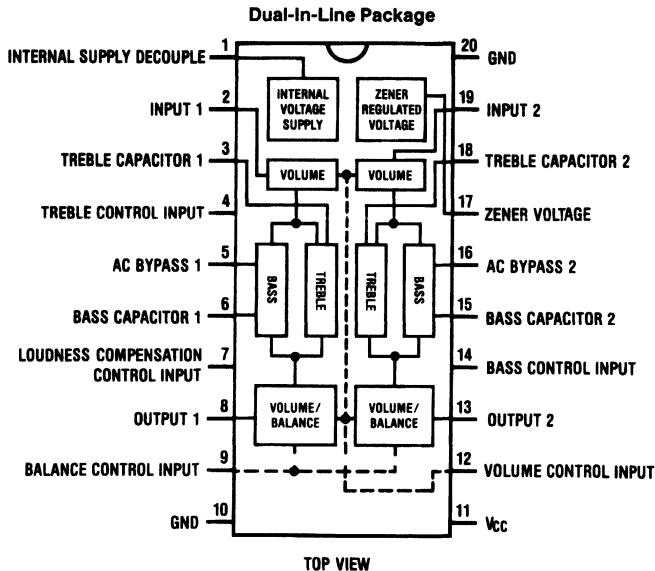 Dual-In-Line Package
1
INTERNAL SUPPLY DECOUPLE
20
GND
INTERNAL
VOLTAGE
SUPPLY
ZENER
REGULATED
VOLTAGE
2
INPUT 1
19
INPUT 2
3
TREBLE CAPACITOR 1
18
TREBLE CAPACITOR 2
VOLUME
VOLUME
4
TREBLE CONTROL INPUT
17
ZENER VOLTAGE
5
AC BYPASS 1
16
AC BYPASS 2
BASS
TREBLE
TREBLE
BASS
6
BASS CAPACITOR 1
15
BASS CAPACITOR 2
7
LOUDNESS COMPENSATION
CONTROL INPUT
14
BASS CONTROL INPUT
8
OUTPUT 1
VOLUME/
BALANCE
VOLUME/
BALANCE
13
OUTPUT 2
9
BALANCE CONTROL INPUT
12
VOLUME CONTROL INPUT
10
GND
11
VCC
TOP VIEW